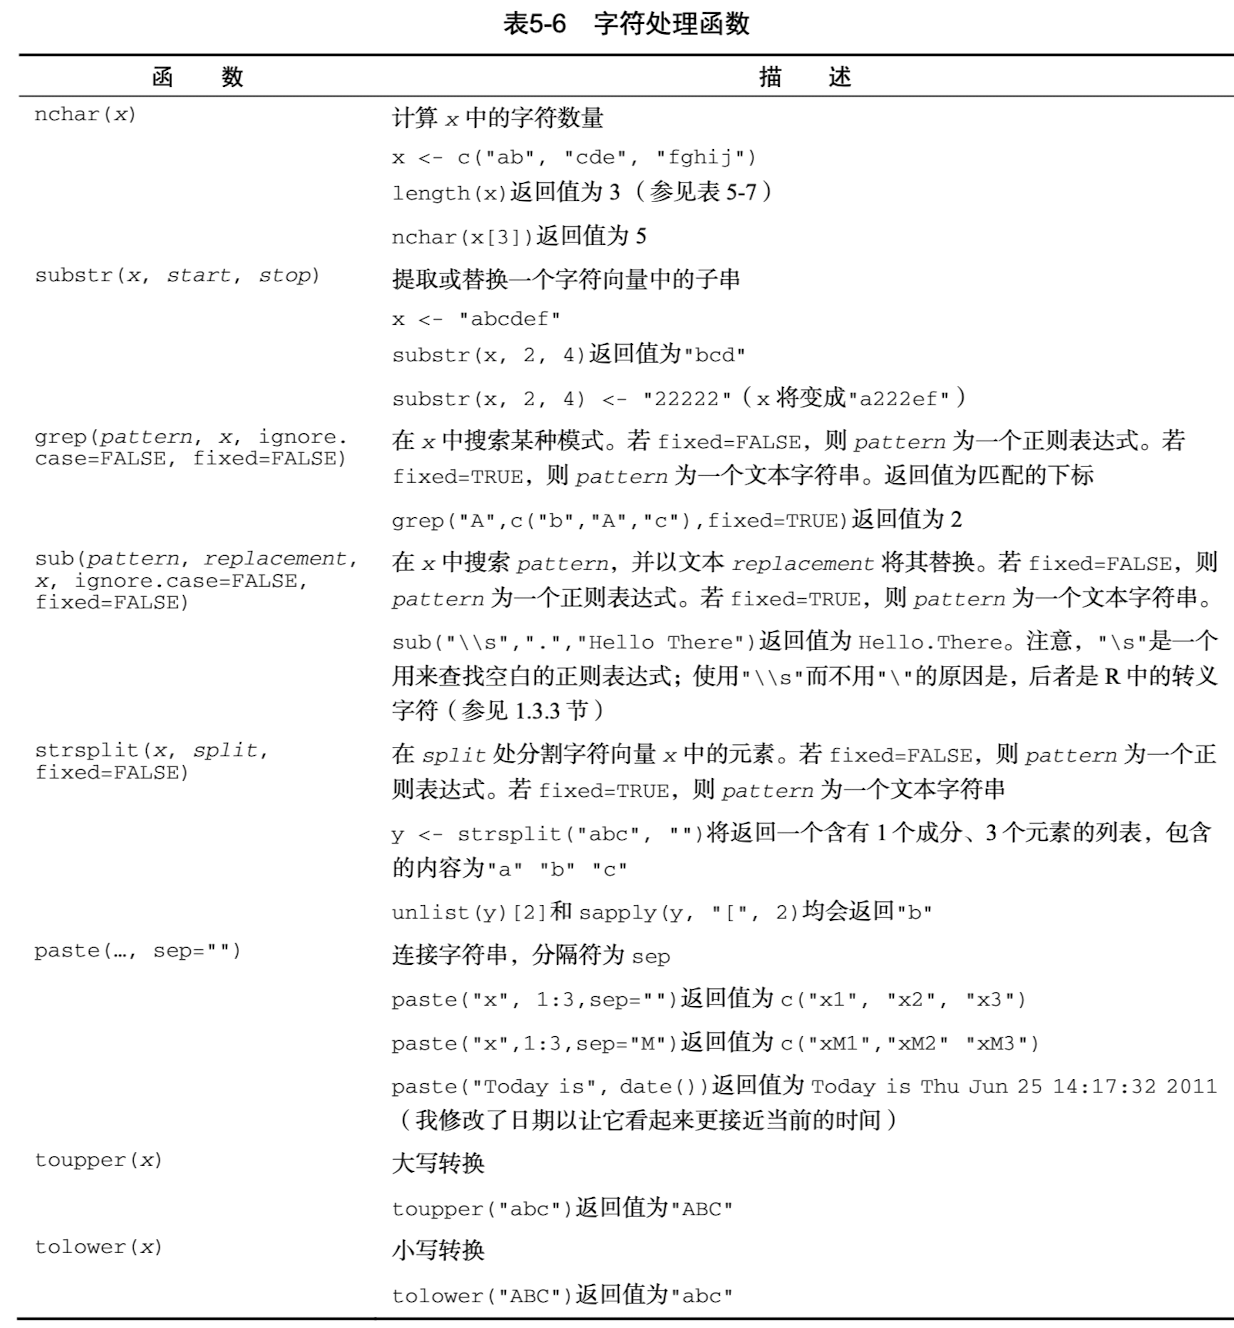 表5-6 字符处理函数
函 数 描 述
nchar(x) 计算 x 中的字符数量
x <- c("ab", "cde", "fghij")
length(x)返回值为 3（参见表 5-7）
nchar(x[3])返回值为 5
substr(x, start, stop) 提取或替换一个字符向量中的子串
x <- "abcdef"
substr(x, 2, 4)返回值为"bcd"
substr(x, 2, 4) <- "22222"（x 将变成"a222ef"）
grep(pattern, x, ignore.
case=FALSE, fixed=FALSE)
在 x 中搜索某种模式。若 fixed=FALSE，则 pattern 为一个正则表达式。若
fixed=TRUE，则 pattern 为一个文本字符串。返回值为匹配的下标
grep("A",c("b","A","c"),fixed=TRUE)返回值为 2
sub(pattern, replacement,
x, ignore.case=FALSE,
fixed=FALSE)
在 x 中搜索 pattern，并以文本 replacement 将其替换。若 fixed=FALSE，则
pattern 为一个正则表达式。若 fixed=TRUE，则 pattern 为一个文本字符串。
sub("\\s",".","Hello There")返回值为 Hello.There。注意，"\s"是一个
用来查找空白的正则表达式；使用"\\s"而不用"\"的原因是，后者是 R 中的转义
字符（参见 1.3.3 节）
strsplit(x, split,
fixed=FALSE)
在 split 处分割字符向量 x 中的元素。若 fixed=FALSE，则 pattern 为一个正
则表达式。若 fixed=TRUE，则 pattern 为一个文本字符串
y <- strsplit("abc", "")将返回一个含有 1 个成分、3 个元素的列表，包含
的内容为"a" "b" "c"
unlist(y)[2]和 sapply(y, "[", 2)均会返回"b"
paste(…, sep="") 连接字符串，分隔符为 sep
paste("x", 1:3,sep="")返回值为 c("x1", "x2", "x3")
paste("x",1:3,sep="M")返回值为 c("xM1","xM2" "xM3")
paste("Today is", date())返回值为 Today is Thu Jun 25 14:17:32 2011
（我修改了日期以让它看起来更接近当前的时间）
toupper(x) 大写转换
toupper("abc")返回值为"ABC"
tolower(x) 小写转换
tolower("ABC")返回值为"abc"